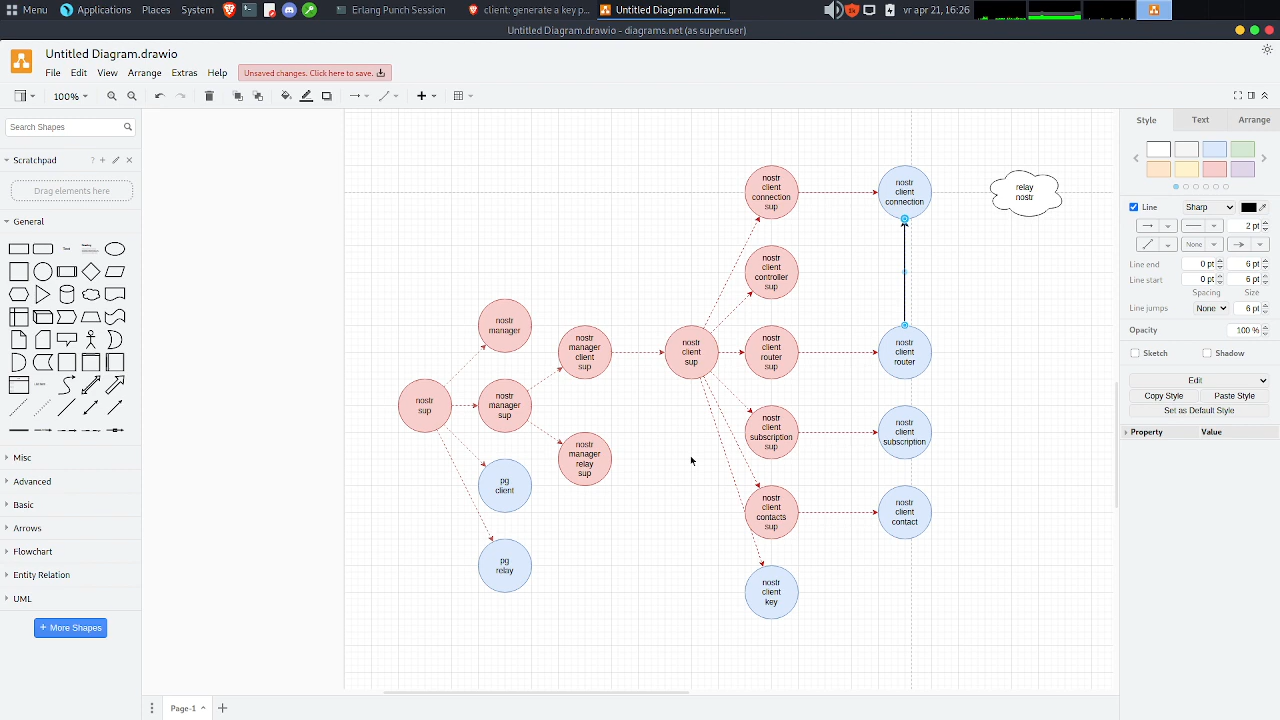 Menu Applications Places System Erlang Punch Session client: generate a key p... Untitled Diagram.drawi... vr apr 21, 16:26
Untitled Diagram.drawio - diagrams.net (as superuser)
Untitled Diagram.drawio
File Edit View Arrange Extras Help Unsaved changes. Click here to save.
100%
Search Shapes
Scratchpad ?
Drag elements here
General
Misc
Advanced
Basic
Arrows
Flowchart
Entity Relation
UML
+ More Shapes
nostr
sup
nostr
manager
nostr
manager
sup
pg
client
pg
relay
nostr
manager
client
sup
nostr
manager
relay
sup
nostr
client
sup
nostr
client
connection
sup
nostr
client
controller
sup
nostr
client
router
sup
nostr
client
subscription
sup
nostr
client
contacts
sup
nostr
client
key
nostr
client
connection
nostr
client
router
nostr
client
subscription
nostr
client
contact
relay
nostr
Page-1
Style Text Arrange
Line Sharp
2 pt
None
Line end 0 pt 6 pt
Line start 0 pt 6 pt
Spacing Size
Line jumps None 6 pt
Opacity 100 %
Sketch Shadow
Edit
Copy Style Paste Style
Set as Default Style
Property Value